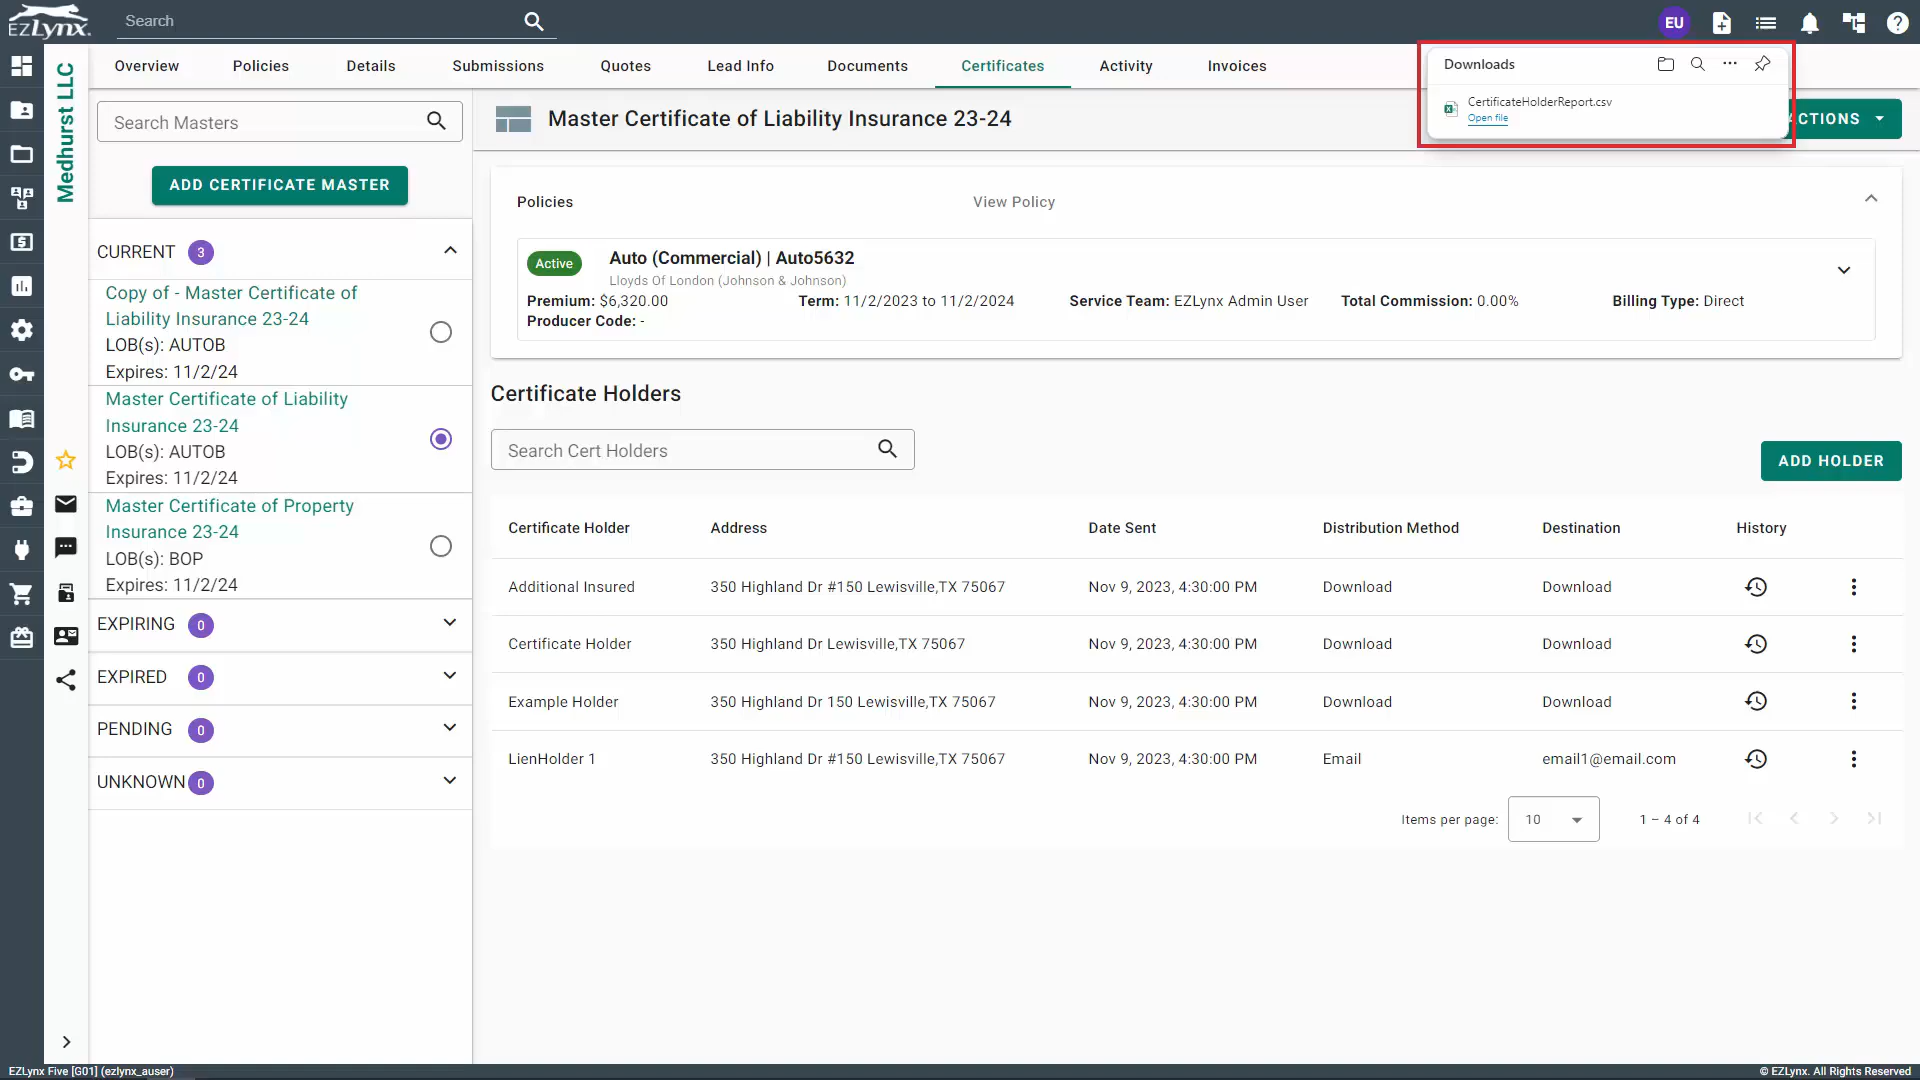 EZLynx
Search
EU
Medhurst LLC
Overview
Policies
Details
Submissions
Quotes
Lead Info
Documents
Certificates
Activity
Invoices
Downloads
CertificateHolderReport.csv
Open file
Search Masters
ADD CERTIFICATE MASTER
CURRENT 3
Copy of - Master Certificate of
Liability Insurance 23-24
LOB(s): AUTOB
Expires: 11/2/24
Master Certificate of Liability
Insurance 23-24
LOB(s): AUTOB
Expires: 11/2/24
Master Certificate of Property
Insurance 23-24
LOB(s): BOP
Expires: 11/2/24
EXPIRING 0
EXPIRED 0
PENDING 0
UNKNOWN 0
Master Certificate of Liability Insurance 23-24
CTIONS
Policies
View Policy
Active
Auto (Commercial) | Auto5632
Lloyds Of London (Johnson & Johnson)
Premium: $6,320.00
Term: 11/2/2023 to 11/2/2024
Service Team: EZLynx Admin User
Total Commission: 0.00%
Billing Type: Direct
Producer Code: -
Certificate Holders
Search Cert Holders
ADD HOLDER
Certificate Holder Address Date Sent Distribution Method Destination History
Additional Insured 350 Highland Dr #150 Lewisville,TX 75067 Nov 9, 2023, 4:30:00 PM Download Download
Certificate Holder 350 Highland Dr Lewisville,TX 75067 Nov 9, 2023, 4:30:00 PM Download Download
Example Holder 350 Highland Dr 150 Lewisville,TX 75067 Nov 9, 2023, 4:30:00 PM Download Download
LienHolder 1 350 Highland Dr #150 Lewisville,TX 75067 Nov 9, 2023, 4:30:00 PM Email email1@email.com
Items per page: 10 1 – 4 of 4
EZLynx Five [G01] (ezlynx_auser)
© EZLynx. All Rights Reserved